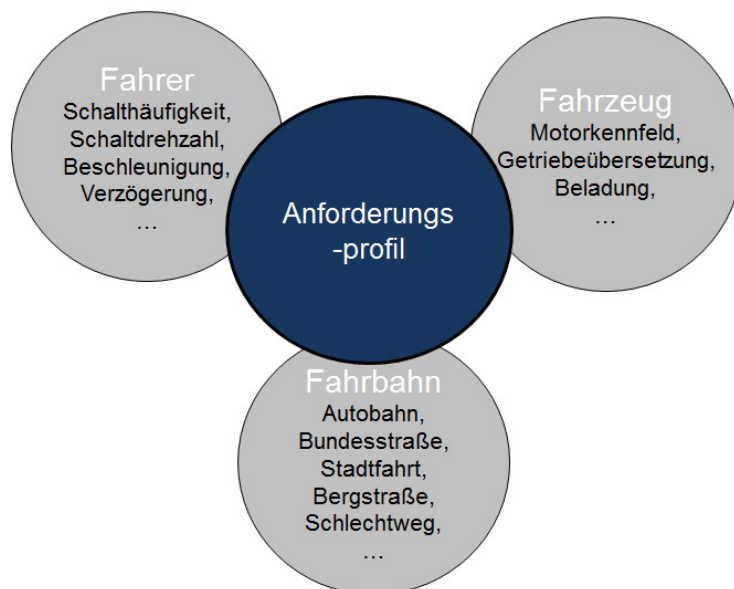 Fahrer
Schalthäufigkeit,
Schaltdrehzahl,
Beschleunigung,
Verzögerung,
...
Fahrzeug
Motorkennfeld,
Getriebeübersetzung,
Beladung,
...
Anforderungs
-profil
Fahrbahn
Autobahn,
Bundesstraße,
Stadtfahrt,
Bergstraße,
Schlechtweg,
...